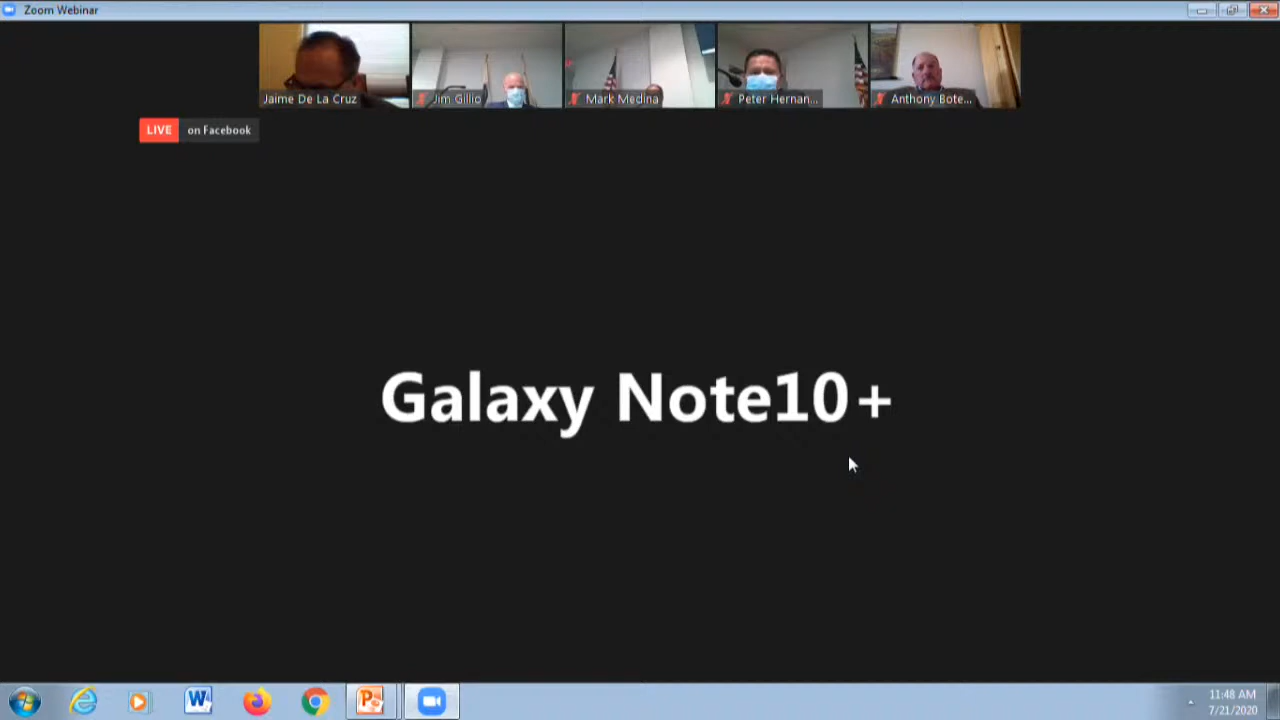 Zoom Webinar
Jaime De La Cruz
Jim Gillio
Mark Medina
Peter Hernan...
Anthony Bote...
LIVE on Facebook
Galaxy Note10+
11:48 AM
7/21/2020